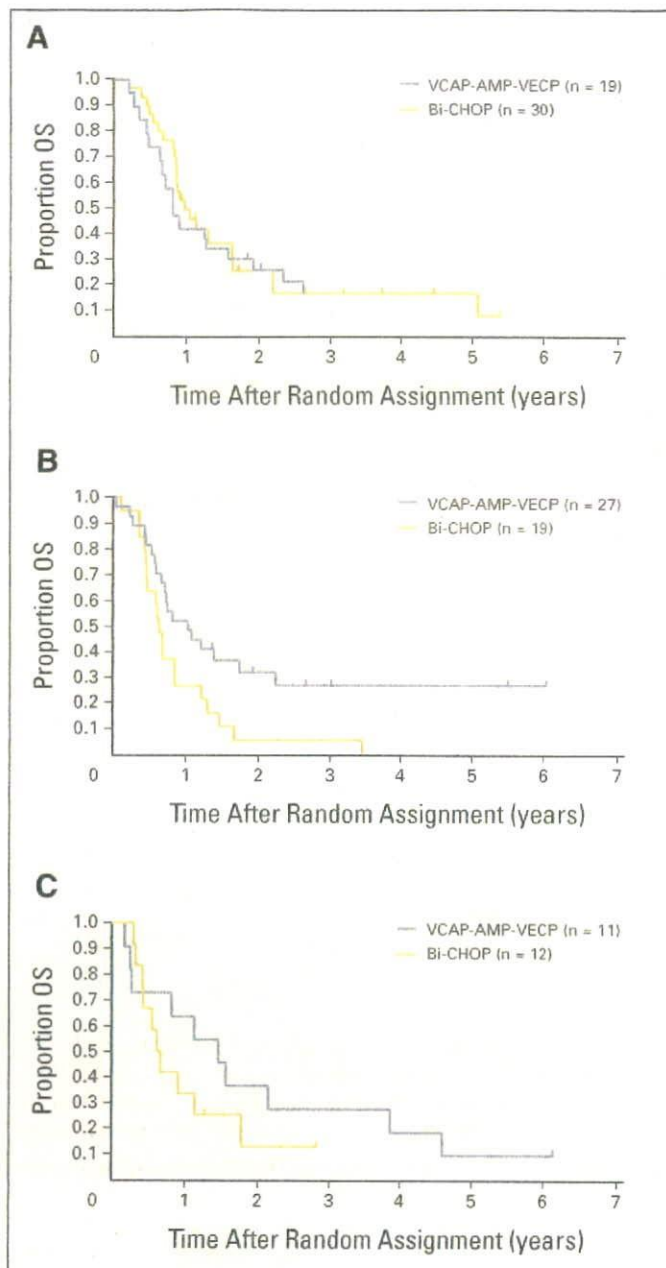 A
VCAP-AMP-VECP (n = 19)
Bi-CHOP (n = 30)
Proportion OS
1.0
0.9
0.8
0.7
0.6
0.5
0.4
0.3
0.2
0.1
0 1 2 3 4 5 6 7
Time After Random Assignment (years)
B
VCAP-AMP-VECP (n = 27)
Bi-CHOP (n = 19)
Proportion OS
1.0
0.9
0.8
0.7
0.6
0.5
0.4
0.3
0.2
0.1
0 1 2 3 4 5 6 7
Time After Random Assignment (years)
C
VCAP-AMP-VECP (n = 11)
Bi-CHOP (n = 12)
Proportion OS
1.0
0.9
0.8
0.7
0.6
0.5
0.4
0.3
0.2
0.1
0 1 2 3 4 5 6 7
Time After Random Assignment (years)